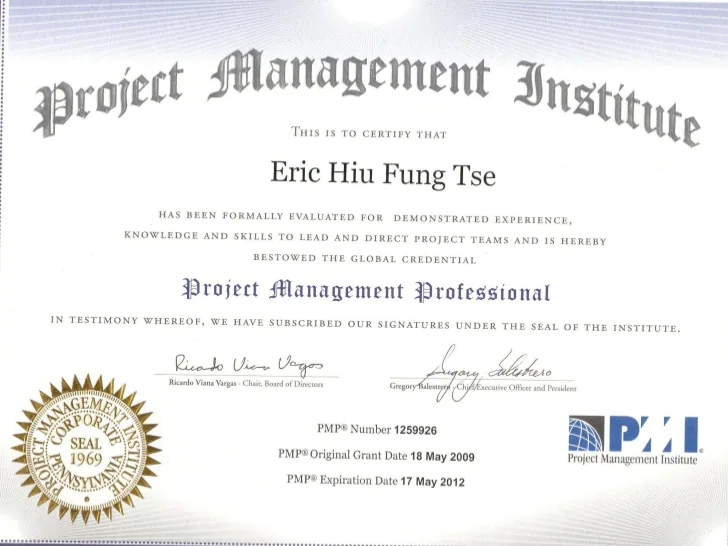 Project Management Institute
THIS IS TO CERTIFY THAT
Eric Hiu Fung Tse
HAS BEEN FORMALLY EVALUATED FOR DEMONSTRATED EXPERIENCE,
KNOWLEDGE AND SKILLS TO LEAD AND DIRECT PROJECT TEAMS AND IS HEREBY
BESTOWED THE GLOBAL CREDENTIAL
Project Management Professional
IN TESTIMONY WHEREOF, WE HAVE SUBSCRIBED OUR SIGNATURES UNDER THE SEAL OF THE INSTITUTE.
Ricardo Viana Vargas
Ricardo Viana Vargas - Chair, Board of Directors
Gregory Balestrero
Gregory Balestrero - Chief Executive Officer and President
PROJECT MANAGEMENT INSTITUTE
CORPORATE
SEAL
1969
PENNSYLVANIA
PMP® Number 1259926
PMP® Original Grant Date 18 May 2009
PMP® Expiration Date 17 May 2012
PMI®
Project Management Institute